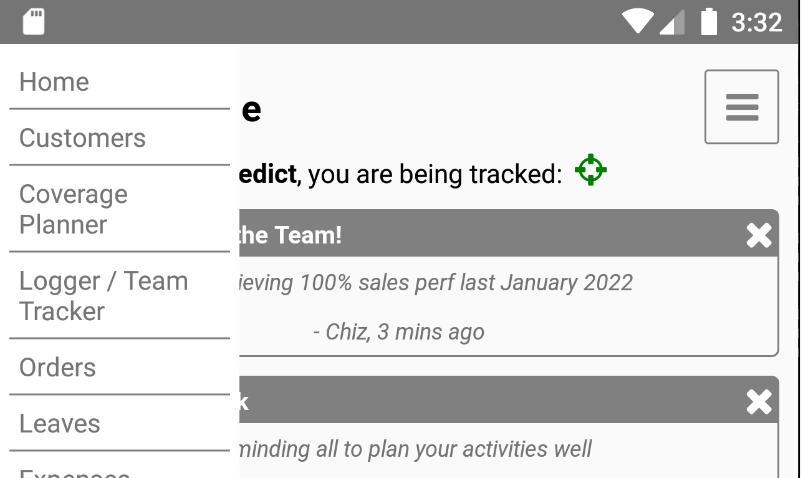 3:32
Home
Customers
Coverage
Planner
Logger / Team
Tracker
Orders
Leaves
Expenses
e
edict, you are being tracked:
the Team!
ieving 100% sales perf last January 2022
- Chiz, 3 mins ago
k
minding all to plan your activities well